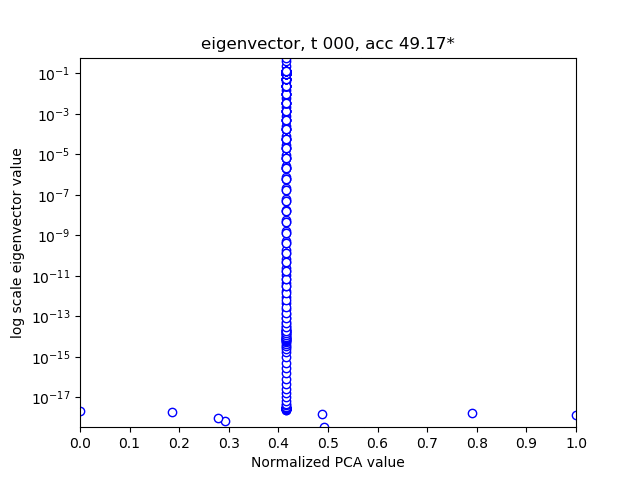 eigenvector, t 000, acc 49.17*
log scale eigenvector value
10⁻¹
10⁻³
10⁻⁵
10⁻⁷
10⁻⁹
10⁻¹¹
10⁻¹³
10⁻¹⁵
10⁻¹⁷
0.0 0.1 0.2 0.3 0.4 0.5 0.6 0.7 0.8 0.9 1.0
Normalized PCA value